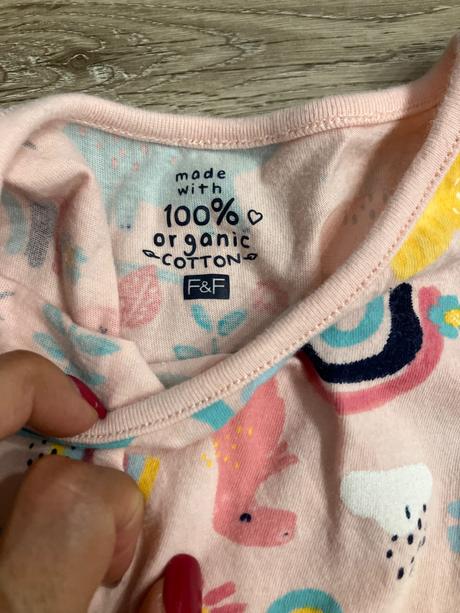 made
with
100%
organic
COTTON
F&F